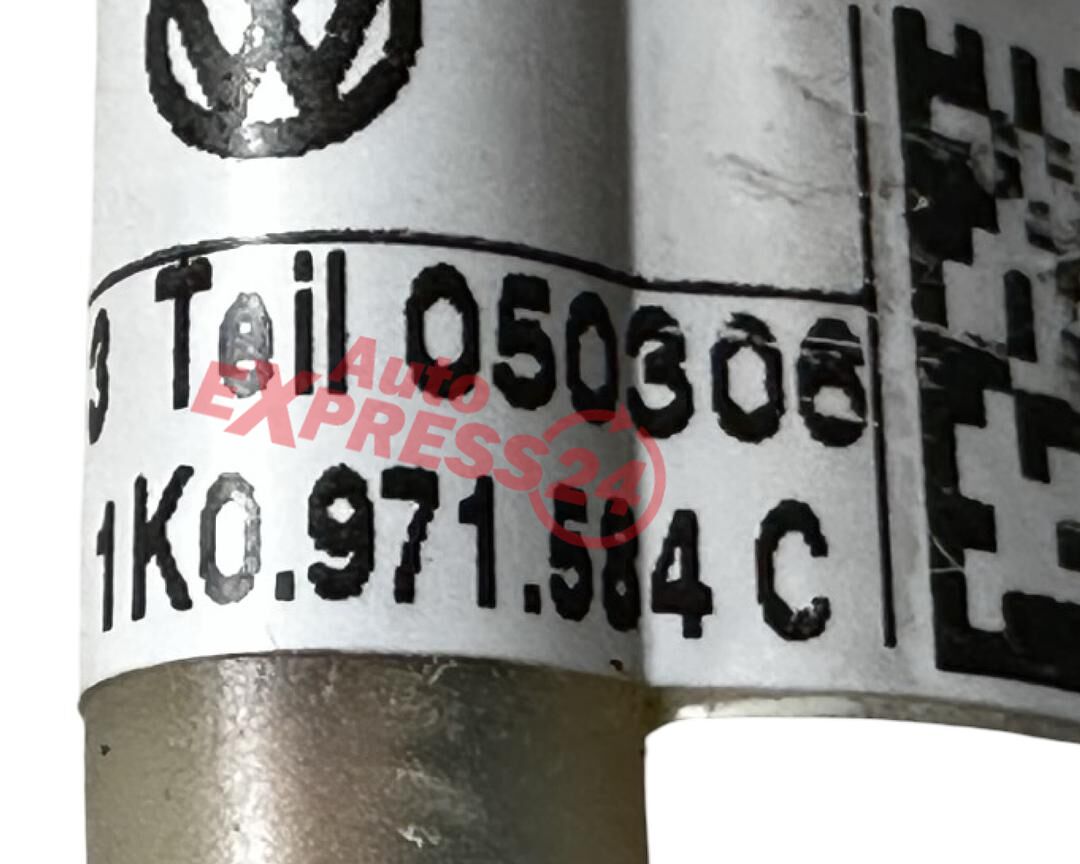 3 Teil 050306
1K0.971.584 C
Auto
EXPRESS24